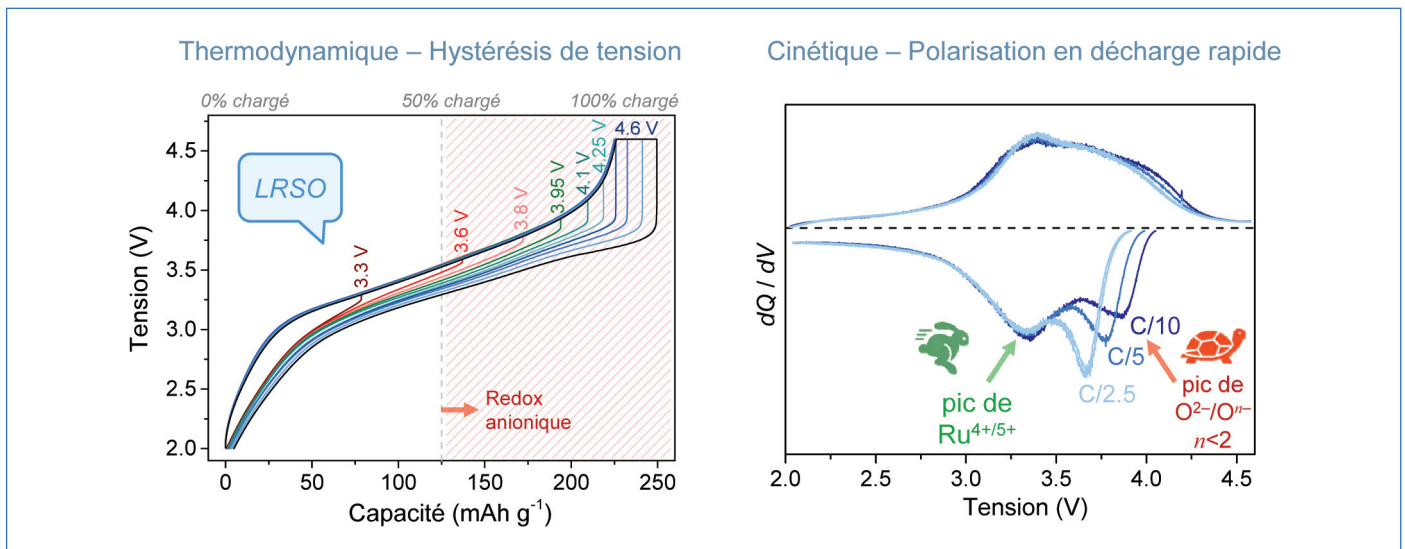 Thermodynamique – Hystérésis de tension
0% chargé 50% chargé 100% chargé
Tension (V)
4.5
4.0
3.5
3.0
2.5
2.0
LRSO
3.3 V
3.6 V
3.8 V
3.95 V
4.1 V
4.25 V
4.6 V
Redox
anionique
0 50 100 150 200 250
Capacité (mAh g⁻¹)
Cinétique – Polarisation en décharge rapide
dQ / dV
C/10
C/5
C/2.5
pic de
Ru⁴⁺/⁵⁺
pic de
O²⁻/Oⁿ⁻
n<2
2.0 2.5 3.0 3.5 4.0 4.5
Tension (V)